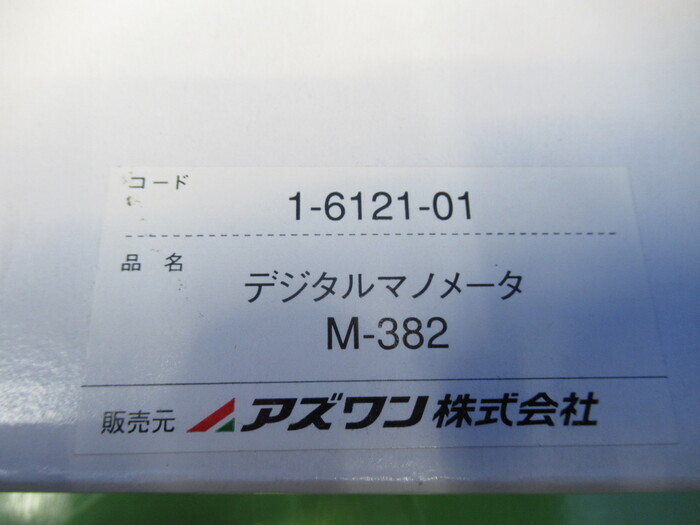 コード 1-6121-01
品 名 デジタルマノメータ
M-382
販売元 アズワン株式会社